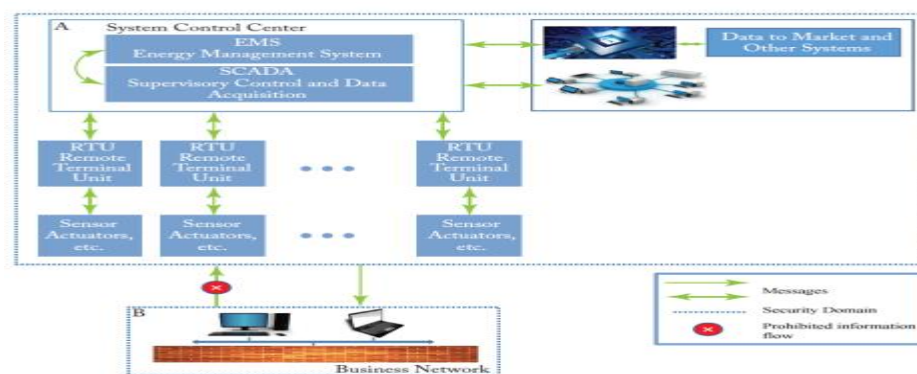 A
System Control Center
EMS
Energy Management System
SCADA
Supervisory Control and Data
Acquisition
Data to Market and
Other Systems
RTU
Remote
Terminal
Unit
RTU
Remote
Terminal
Unit
RTU
Remote
Terminal
Unit
Sensor
Actuators,
etc.
Sensor
Actuators,
etc.
Sensor
Actuators,
etc.
B
Business Network
Messages
Security Domain
Prohibited information
flow